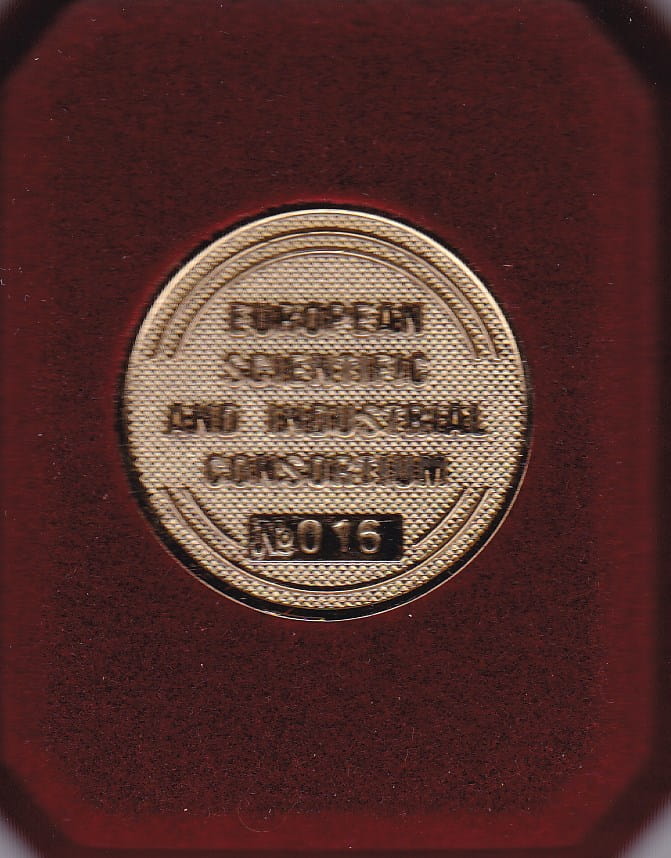 EUROPEAN
SCIENTIFIC
AND INDUSTRIAL
CONSORTIUM
№016